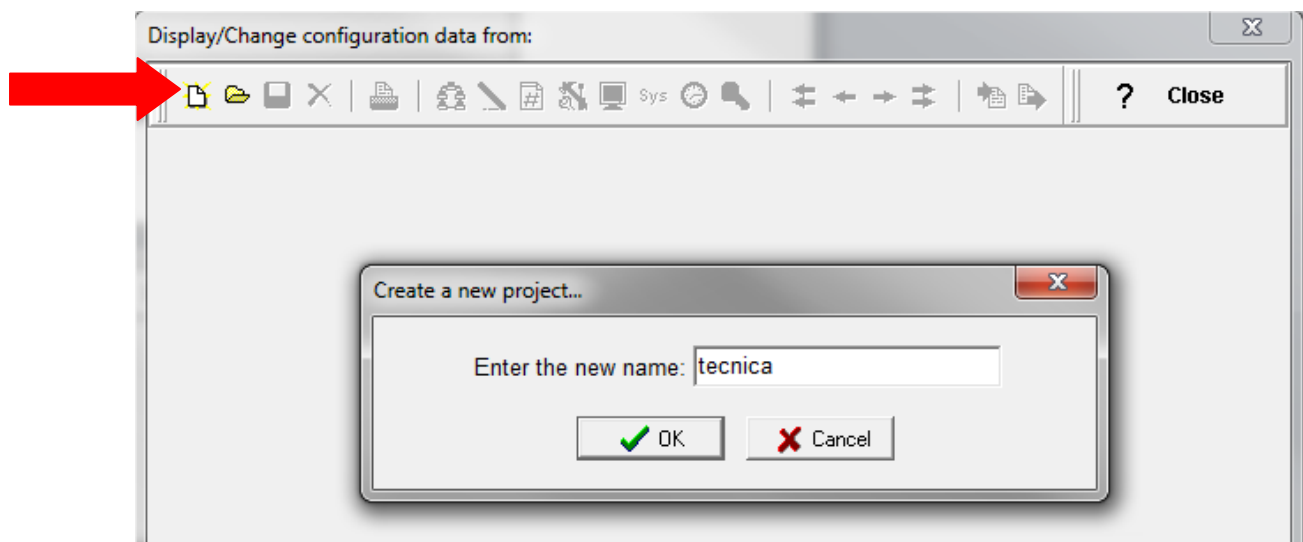 Display/Change configuration data from:
# Sys ? Close
Create a new project...
Enter the new name: tecnica
OK Cancel